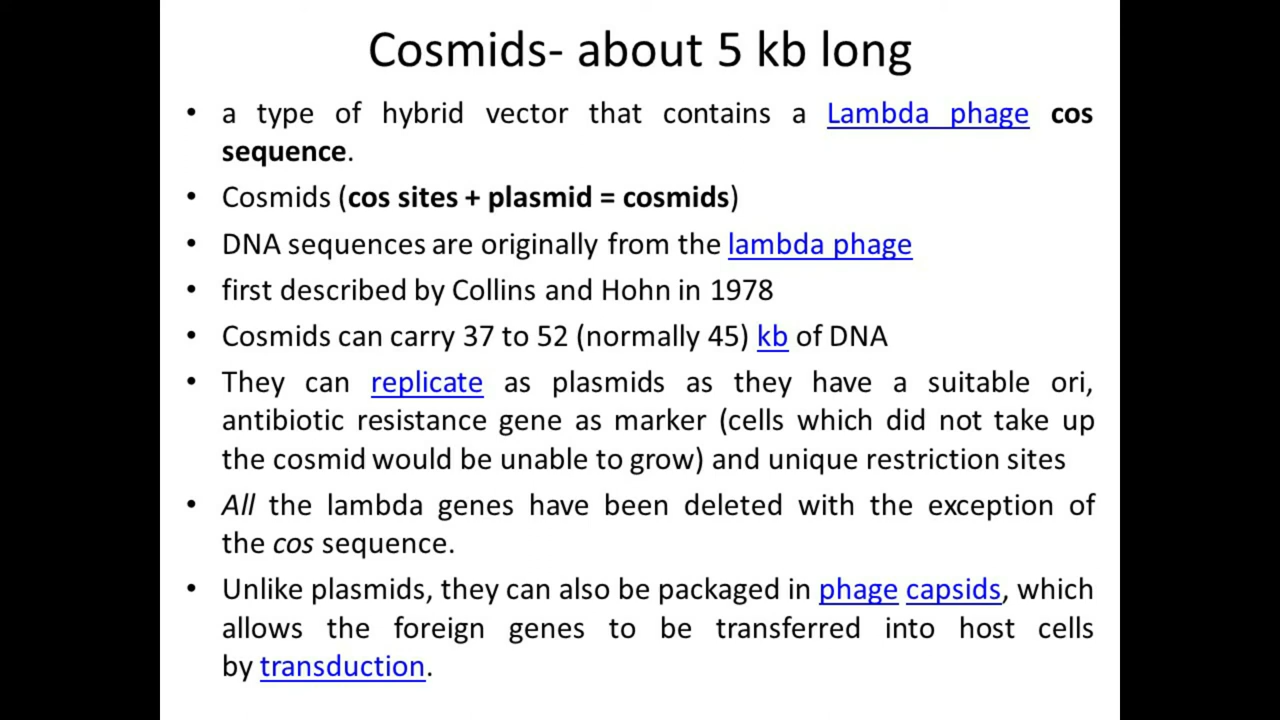 Cosmids- about 5 kb long
• a type of hybrid vector that contains a Lambda phage cos
sequence.
• Cosmids (cos sites + plasmid = cosmids)
• DNA sequences are originally from the lambda phage
• first described by Collins and Hohn in 1978
• Cosmids can carry 37 to 52 (normally 45) kb of DNA
• They can replicate as plasmids as they have a suitable ori,
antibiotic resistance gene as marker (cells which did not take up
the cosmid would be unable to grow) and unique restriction sites
• All the lambda genes have been deleted with the exception of
the cos sequence.
• Unlike plasmids, they can also be packaged in phage capsids, which
allows the foreign genes to be transferred into host cells
by transduction.